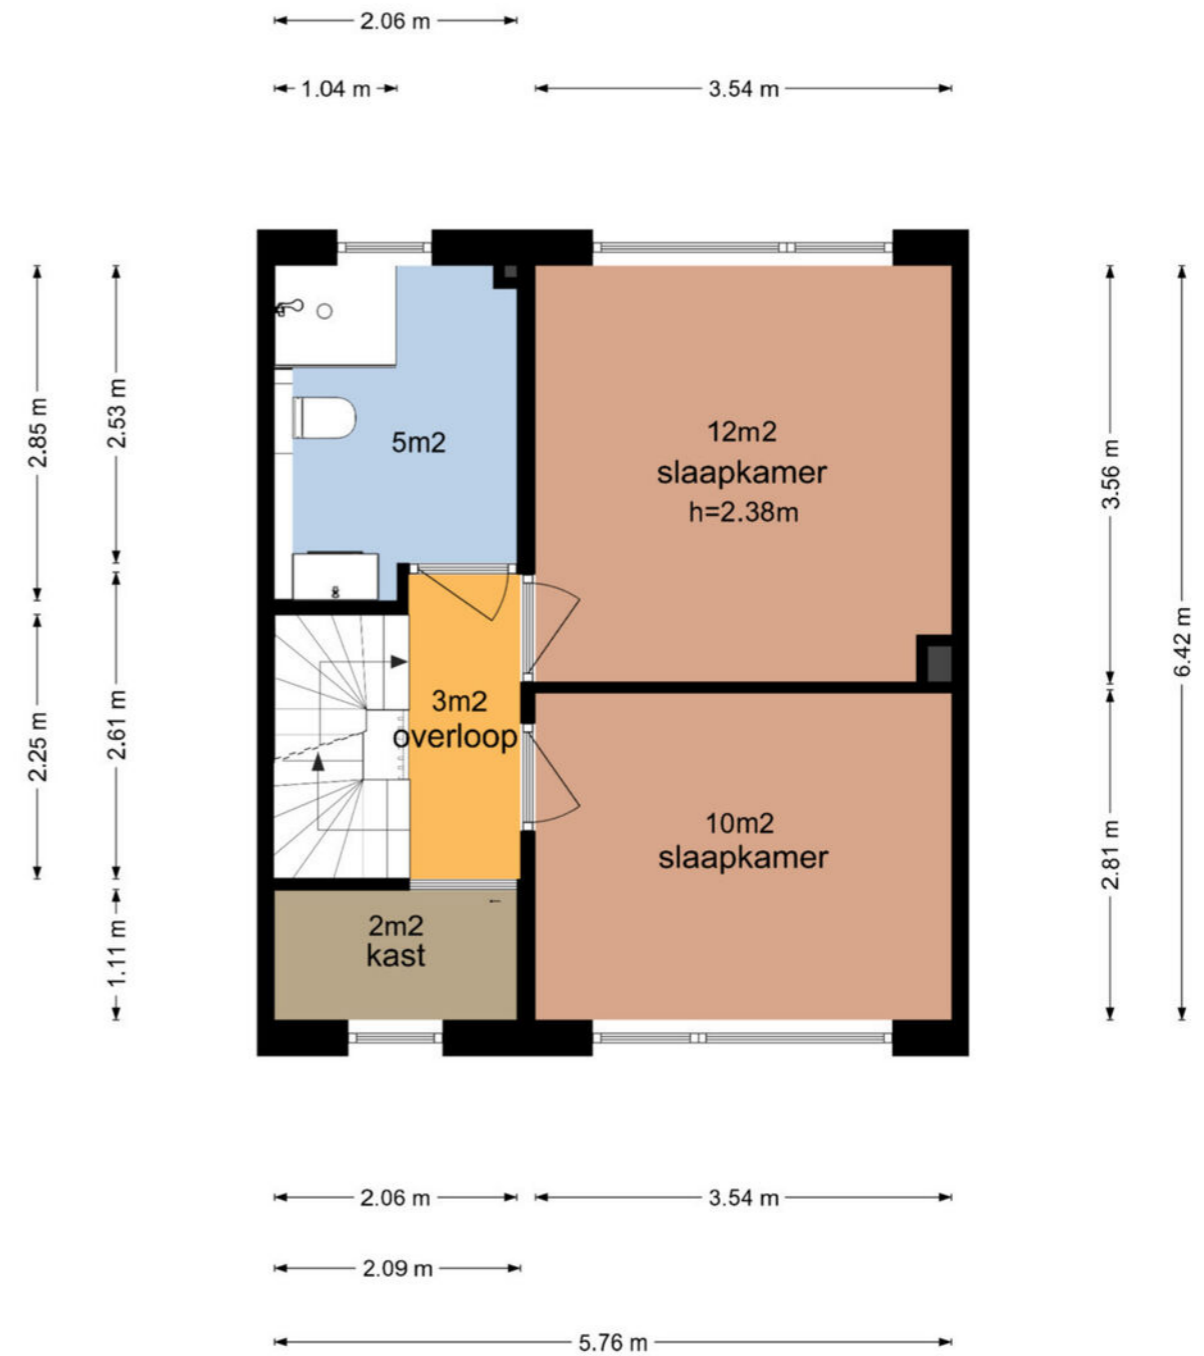 2.06 m
1.04 m
3.54 m
2.85 m
2.53 m
5m2
12m2
slaapkamer
h=2.38m
3.56 m
6.42 m
2.25 m
2.61 m
3m2
overloop
10m2
slaapkamer
2.81 m
1.11 m
2m2
kast
2.06 m
3.54 m
2.09 m
5.76 m